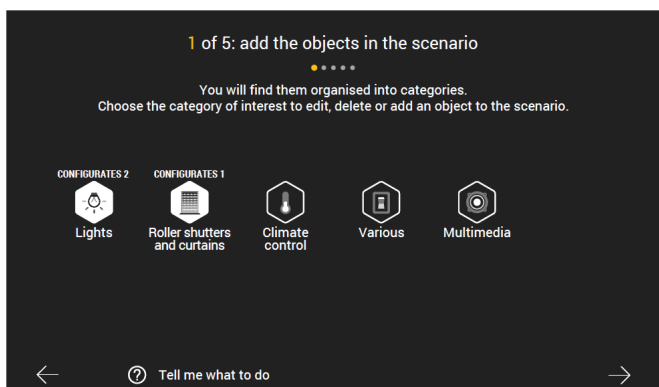 1 of 5: add the objects in the scenario
You will find them organised into categories.
Choose the category of interest to edit, delete or add an object to the scenario.
CONFIGURATES 2
CONFIGURATES 1
Lights
Roller shutters
and curtains
Climate
control
Various
Multimedia
? Tell me what to do